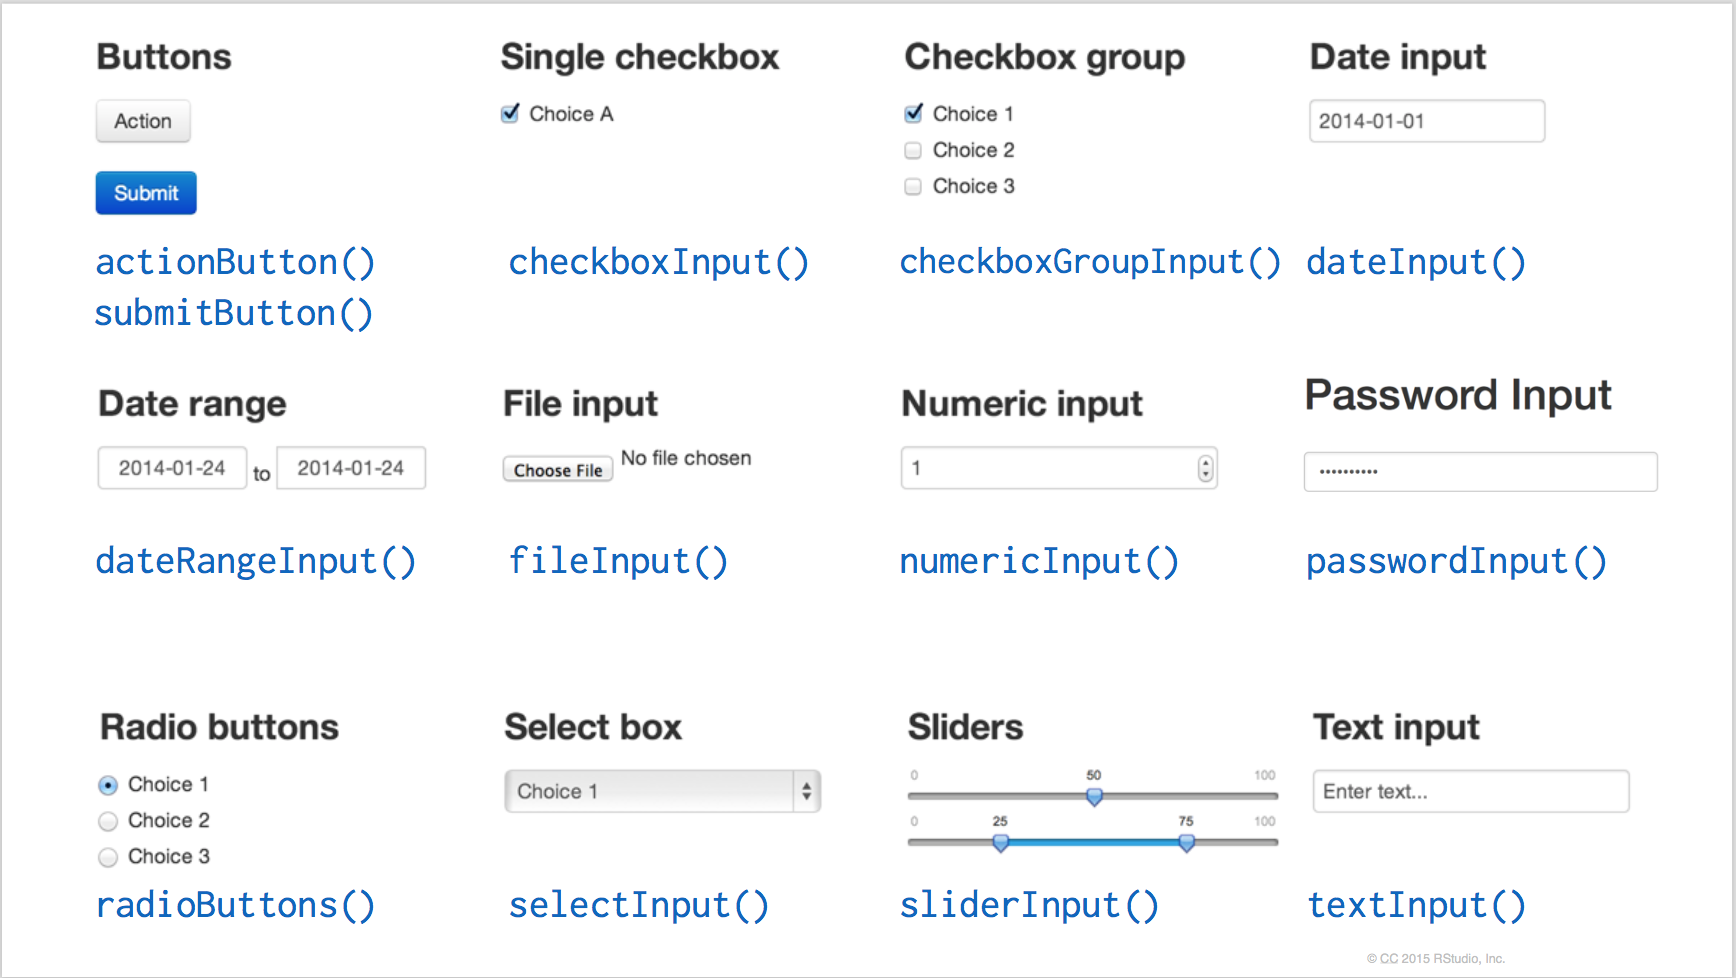 Buttons
Action
Submit
actionButton()
submitButton()
Single checkbox
Choice A
checkboxInput()
Checkbox group
Choice 1
Choice 2
Choice 3
checkboxGroupInput()
Date input
2014-01-01
dateInput()
Date range
2014-01-24 to 2014-01-24
dateRangeInput()
File input
Choose File No file chosen
fileInput()
Numeric input
1
numericInput()
Password Input
••••••••••
passwordInput()
Radio buttons
Choice 1
Choice 2
Choice 3
radioButtons()
Select box
Choice 1
selectInput()
Sliders
0 50 100
0 25 75 100
sliderInput()
Text input
Enter text...
textInput()
© CC 2015 RStudio, Inc.